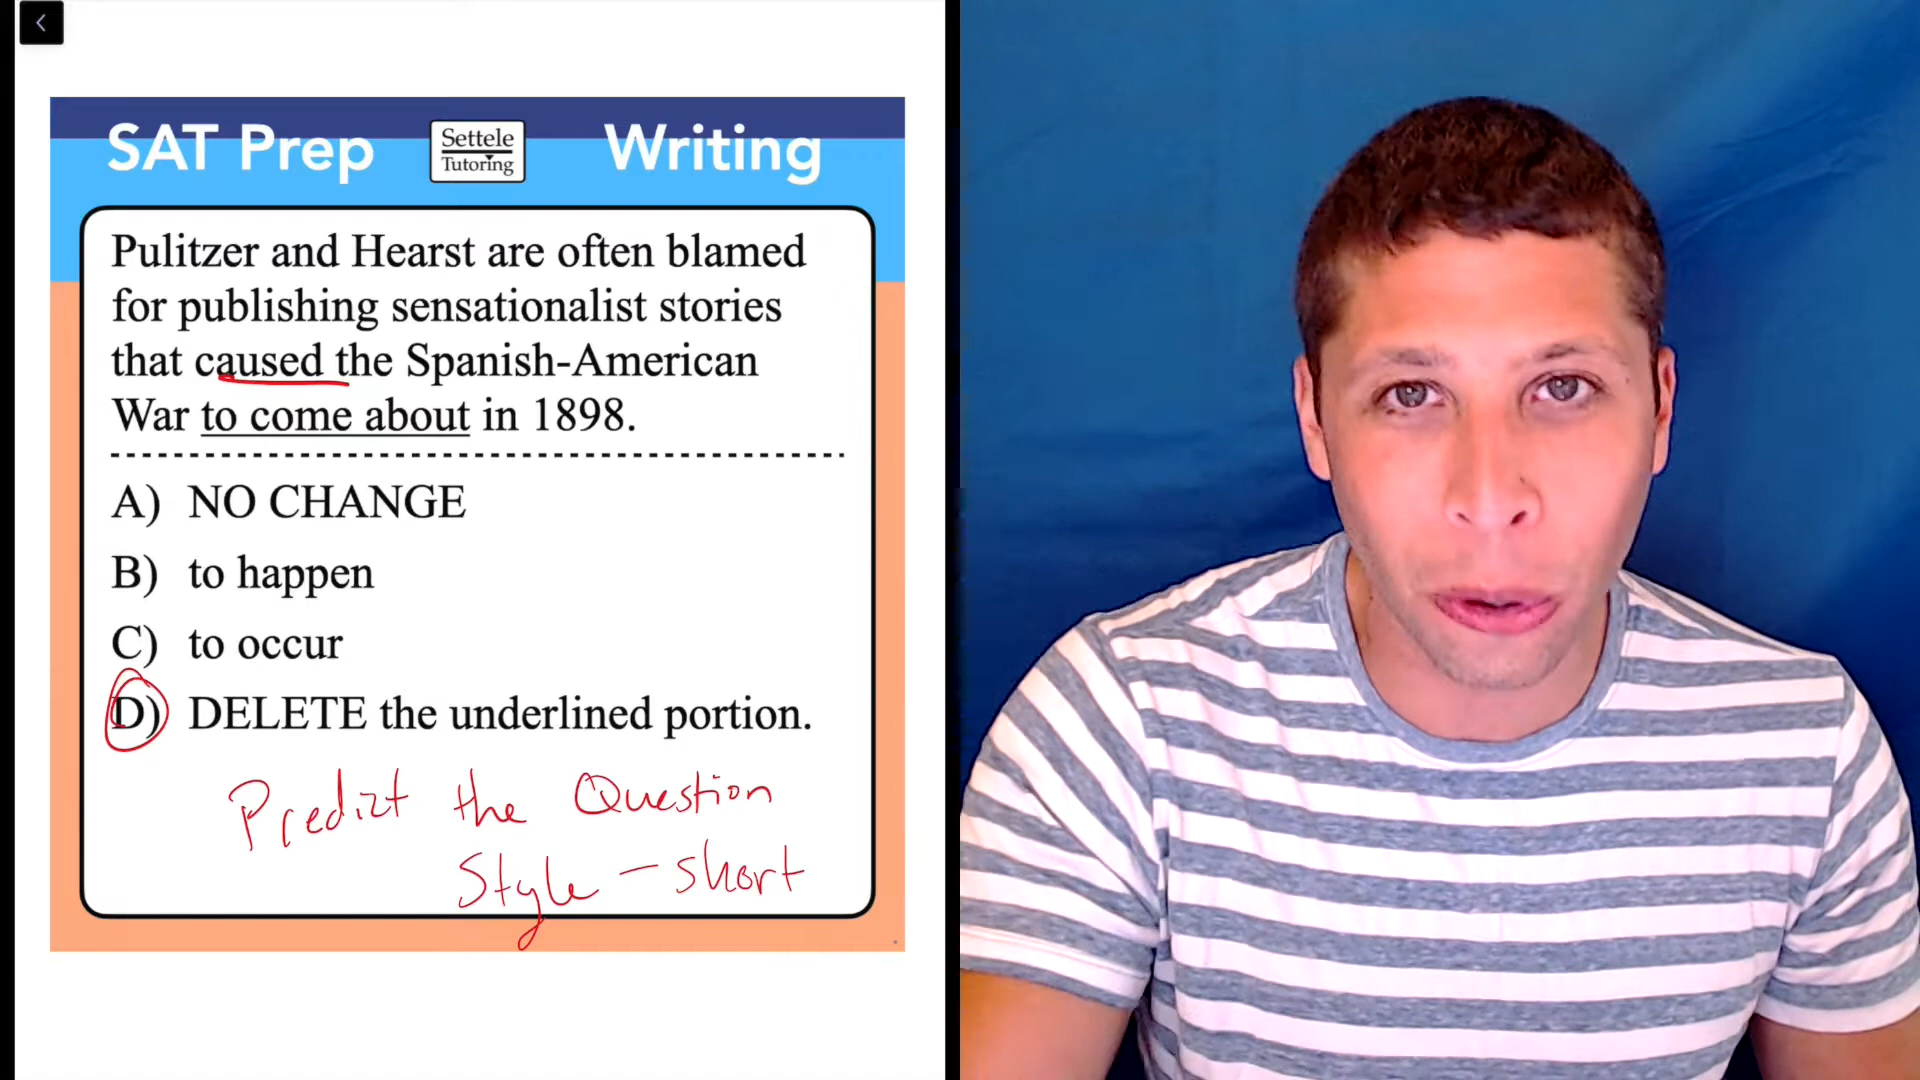 SAT Prep
Settele
Tutoring
Writing
Pulitzer and Hearst are often blamed
for publishing sensationalist stories
that caused the Spanish-American
War to come about in 1898.
A) NO CHANGE
B) to happen
C) to occur
D) DELETE the underlined portion.
Predict the Question
Style - short